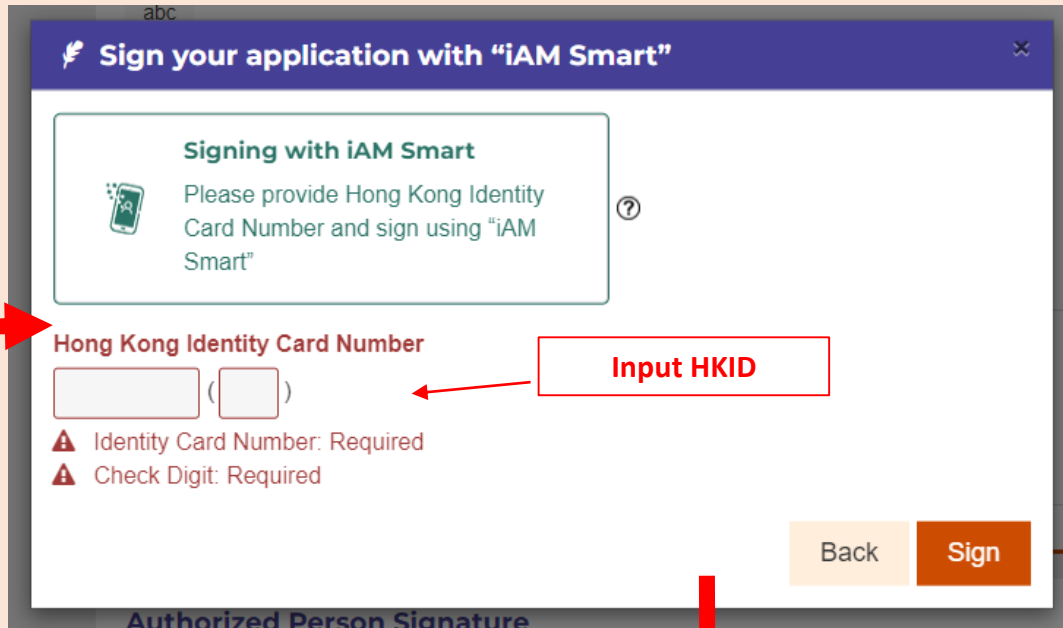 abc
Sign your application with “iAM Smart”
Signing with iAM Smart
Please provide Hong Kong Identity
Card Number and sign using “iAM
Smart”
?
Hong Kong Identity Card Number
( )
Input HKID
Identity Card Number: Required
Check Digit: Required
Back Sign
Authorized Person Signature